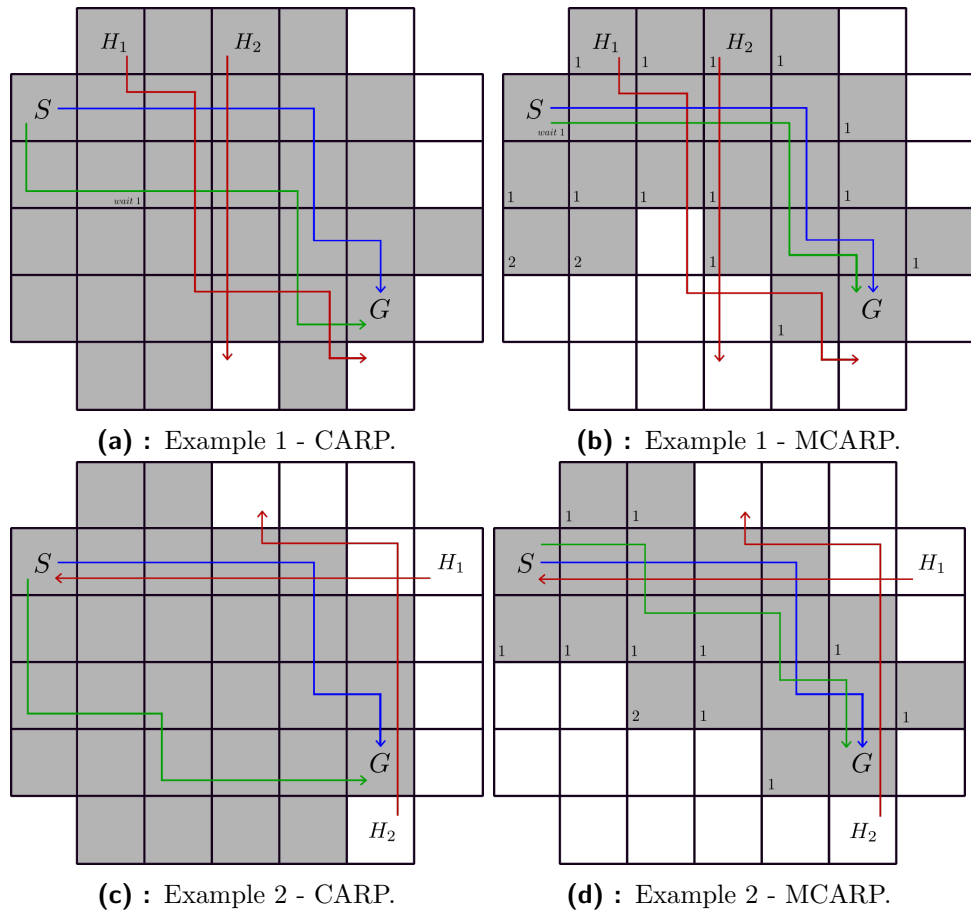 H₁ H₂
S
wait 1
G
(a) : Example 1 - CARP.
H₁ H₂
1 1 1 1
S
wait 1
1
1 1 1 1 1
2 2 1 1
G
1
(b) : Example 1 - MCARP.
S
H₁
G
H₂
(c) : Example 2 - CARP.
1 1
S
H₁
1 1 1 1 1
2 1 1
G
1
H₂
(d) : Example 2 - MCARP.